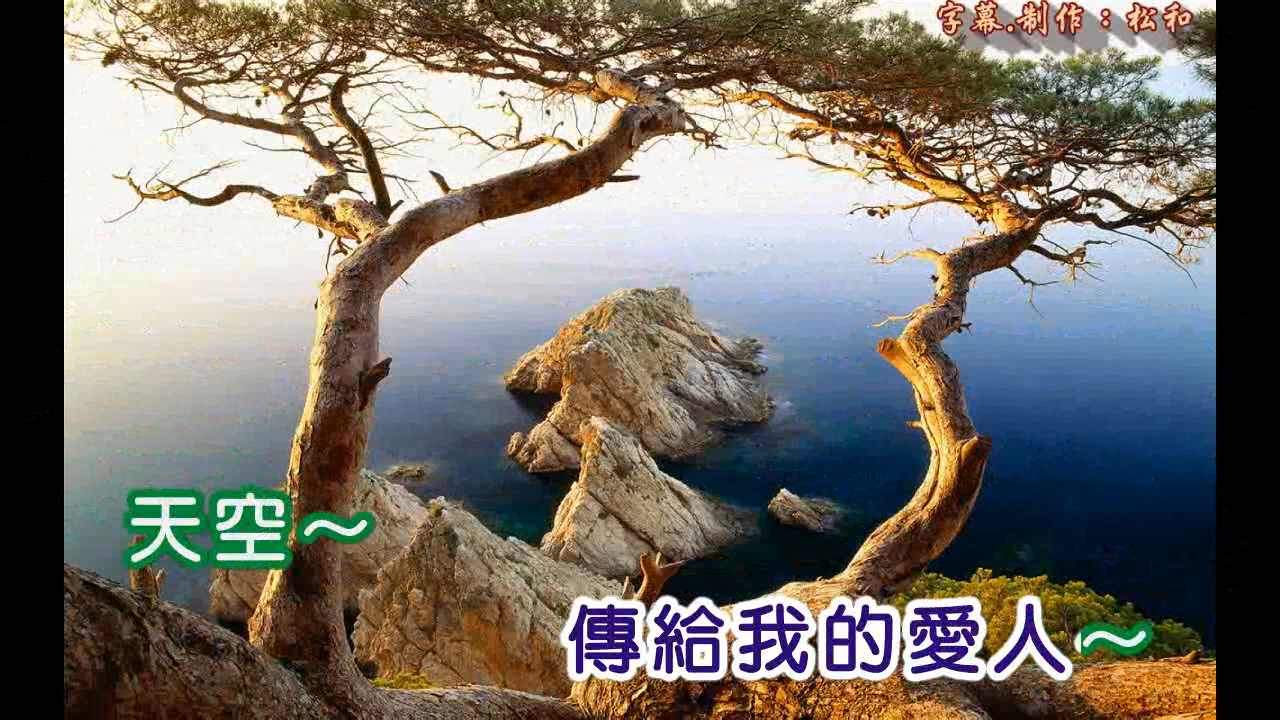 字幕.制作：松和
天空～
傳給我的愛人～